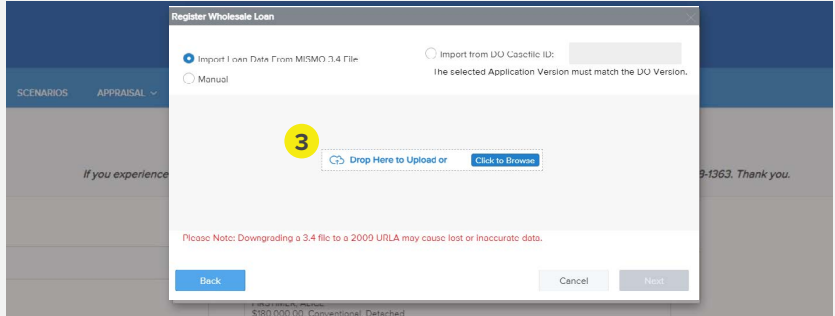 Register Wholesale Loan
Import Loan Data From MISMO 3.4 File
Import from DO Casefile ID:
Manual
The selected Application Version must match the DO Version.
SCENARIOS APPRAISAL
3
Drop Here to Upload or Click to Browse
If you experience
9-1363. Thank you.
Please Note: Downgrading a 3.4 file to a 2009 URLA may cause lost or inaccurate data.
Back Cancel Next
$180,000.00, Conventional, Detached